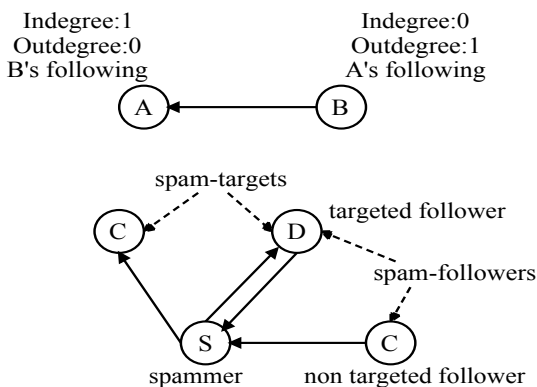 Indegree:1
Outdegree:0
B's following
Indegree:0
Outdegree:1
A's following
A
B
spam-targets
C
D
targeted follower
spam-followers
S
C
spammer
non targeted follower